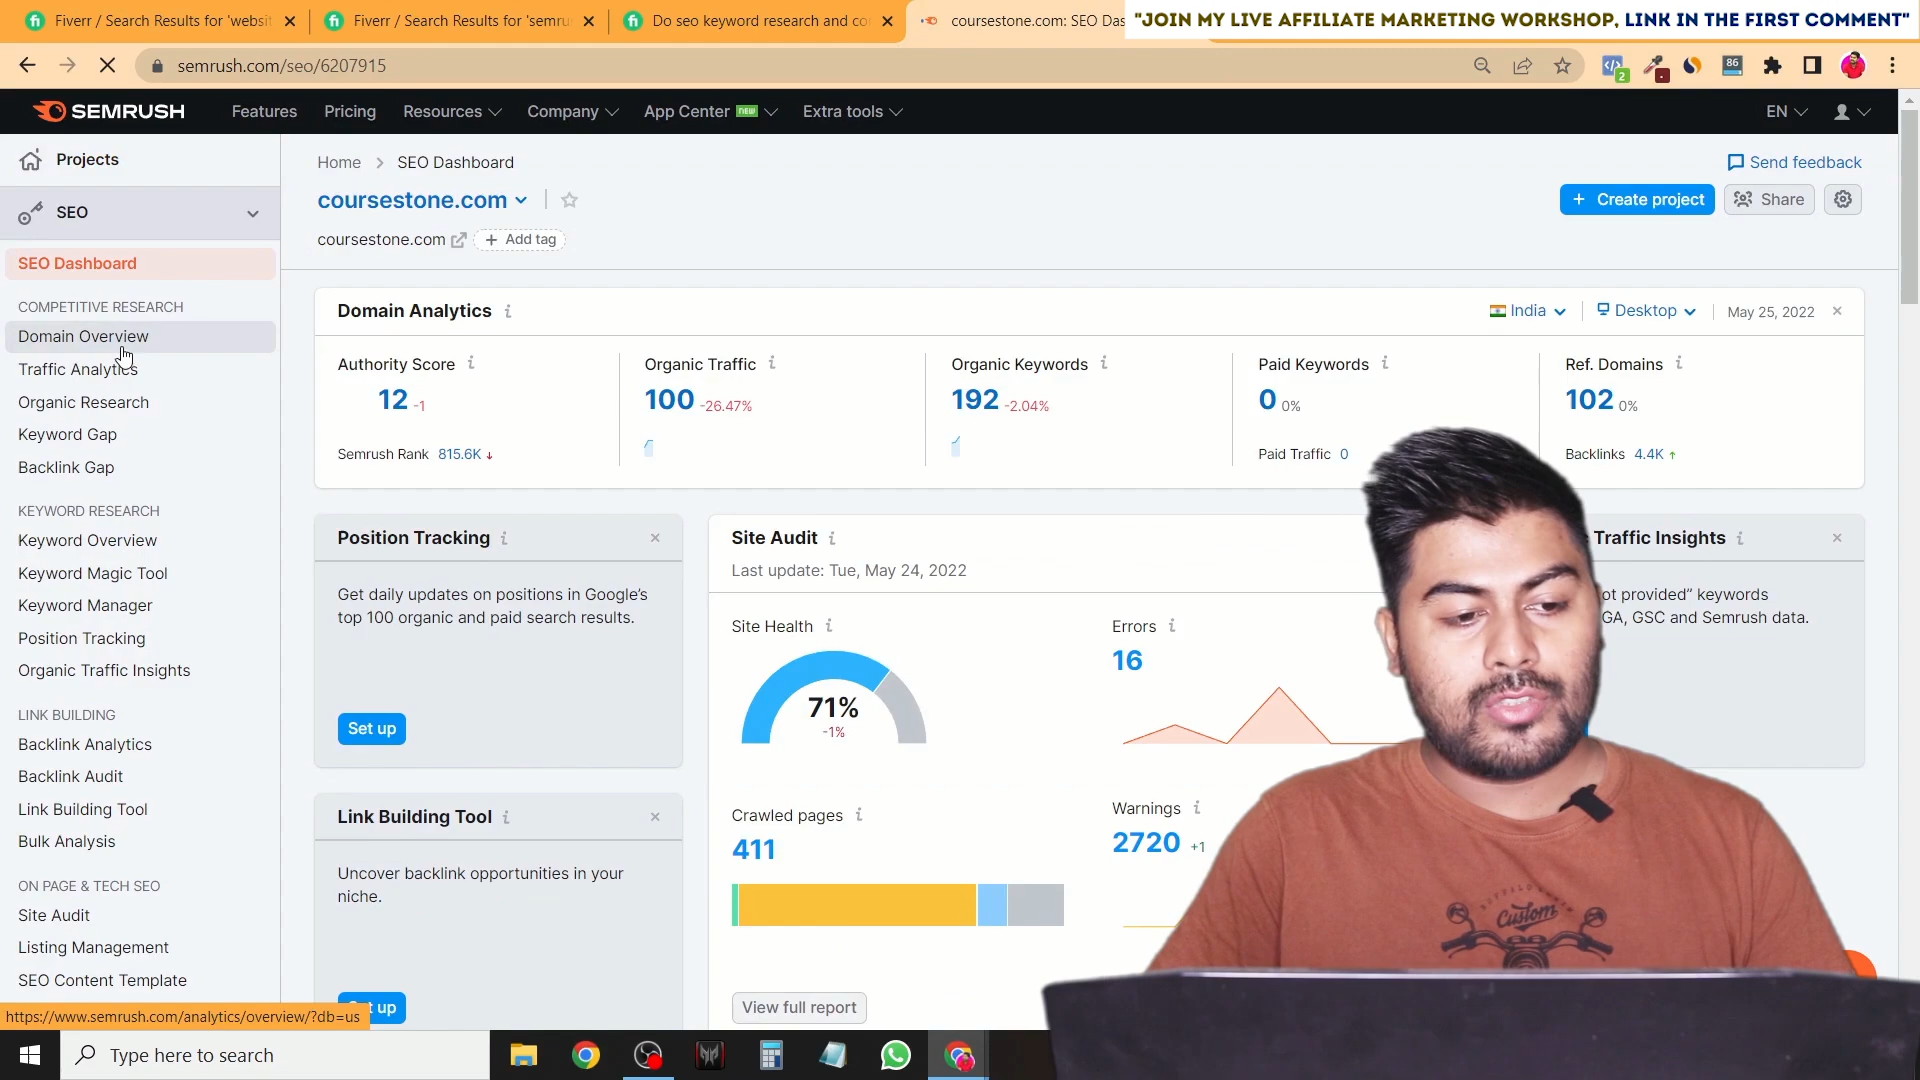 Fiverr / Search Results for 'websi
Fiverr / Search Results for 'semru
Do seo keyword research and co
coursestone.com: SEO Das
"JOIN MY LIVE AFFILIATE MARKETING WORKSHOP, LINK IN THE FIRST COMMENT"
semrush.com/seo/6207915
2
86
SEMRUSH
Features
Pricing
Resources
Company
App Center NEW
Extra tools
EN
Projects
SEO
SEO Dashboard
COMPETITIVE RESEARCH
Domain Overview
Traffic Analytics
Organic Research
Keyword Gap
Backlink Gap
KEYWORD RESEARCH
Keyword Overview
Keyword Magic Tool
Keyword Manager
Position Tracking
Organic Traffic Insights
LINK BUILDING
Backlink Analytics
Backlink Audit
Link Building Tool
Bulk Analysis
ON PAGE & TECH SEO
Site Audit
Listing Management
SEO Content Template
https://www.semrush.com/analytics/overview/?db=us
Home > SEO Dashboard
Send feedback
coursestone.com
+ Create project
Share
coursestone.com
+ Add tag
Domain Analytics
India
Desktop
May 25, 2022
Authority Score
12 -1
Semrush Rank 815.6K ↓
Organic Traffic
100 -26.47%
Organic Keywords
192 -2.04%
Paid Keywords
0 0%
Paid Traffic 0
Ref. Domains
102 0%
Backlinks 4.4K ↑
Position Tracking
Get daily updates on positions in Google's
top 100 organic and paid search results.
Set up
Link Building Tool
Uncover backlink opportunities in your
niche.
up
Site Audit
Last update: Tue, May 24, 2022
Site Health
71%
-1%
Errors
16
Crawled pages
411
Warnings
2720 +1
View full report
Traffic Insights
ot provided" keywords
GA, GSC and Semrush data.
Custom
Type here to search